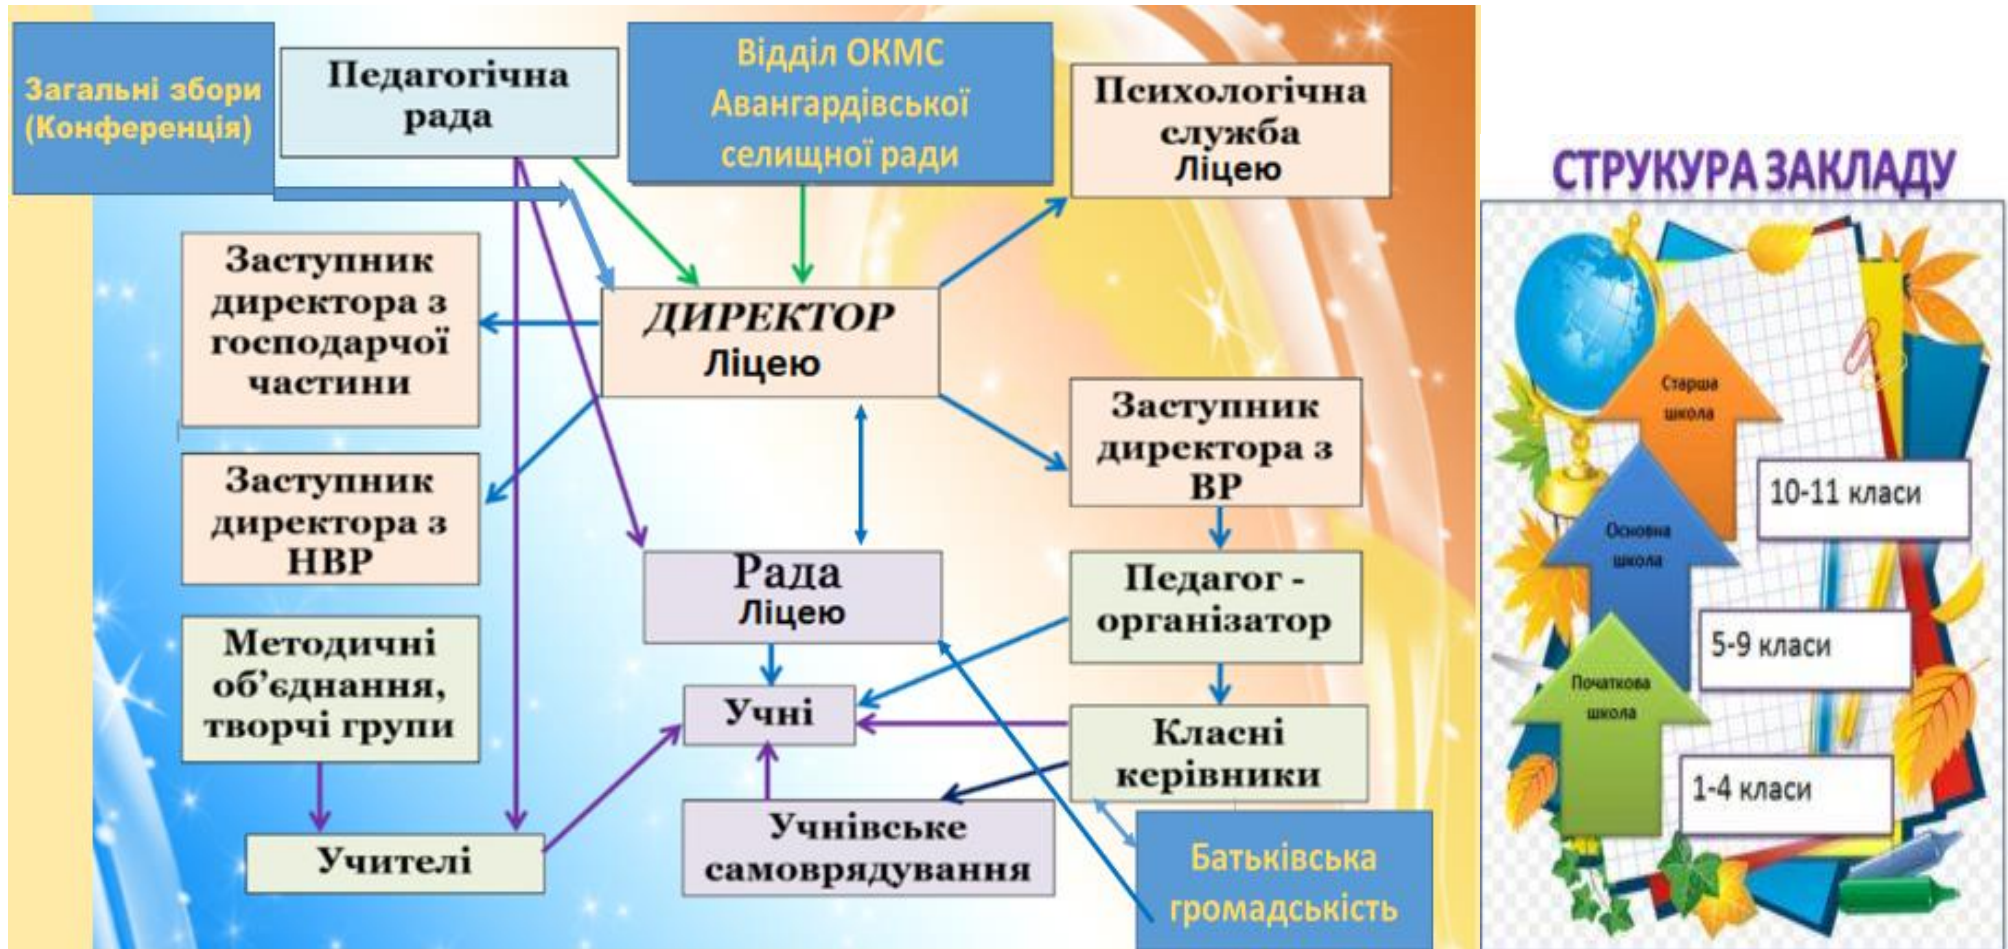 Загальні збори
(Конференція)
Педагогічна
рада
Відділ ОКМС
Авангардівської
селищної ради
Психологічна
служба
Ліцею
Заступник
директора з
господарчої
частини
ДИРЕКТОР
Ліцею
Заступник
директора з
НВР
Заступник
директора з
ВР
Рада
Ліцею
Педагог -
організатор
Методичні
об’єднання,
творчі групи
Учні
Класні
керівники
Учителі
Учнівське
самоврядування
Батьківська
громадськість
СТРУКУРА ЗАКЛАДУ
Старша
школа
10-11 класи
Основна
школа
5-9 класи
Початкова
школа
1-4 класи